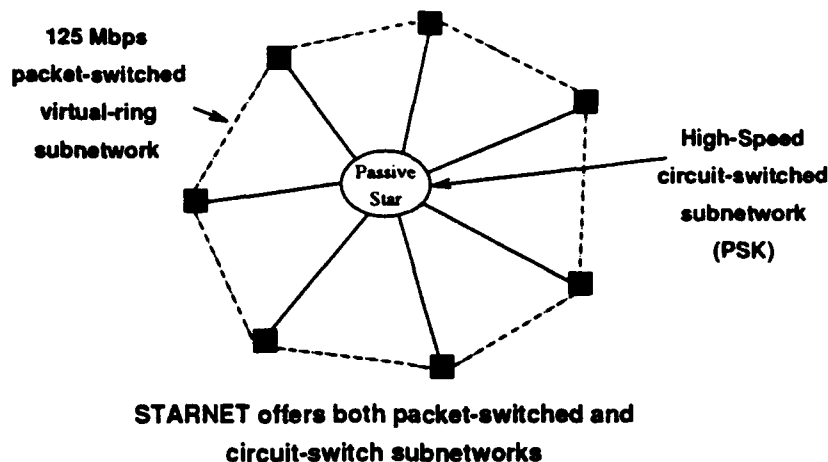 125 Mbps
packet-switched
virtual-ring
subnetwork
Passive
Star
High-Speed
circuit-switched
subnetwork
(PSK)
STARNET offers both packet-switched and
circuit-switch subnetworks